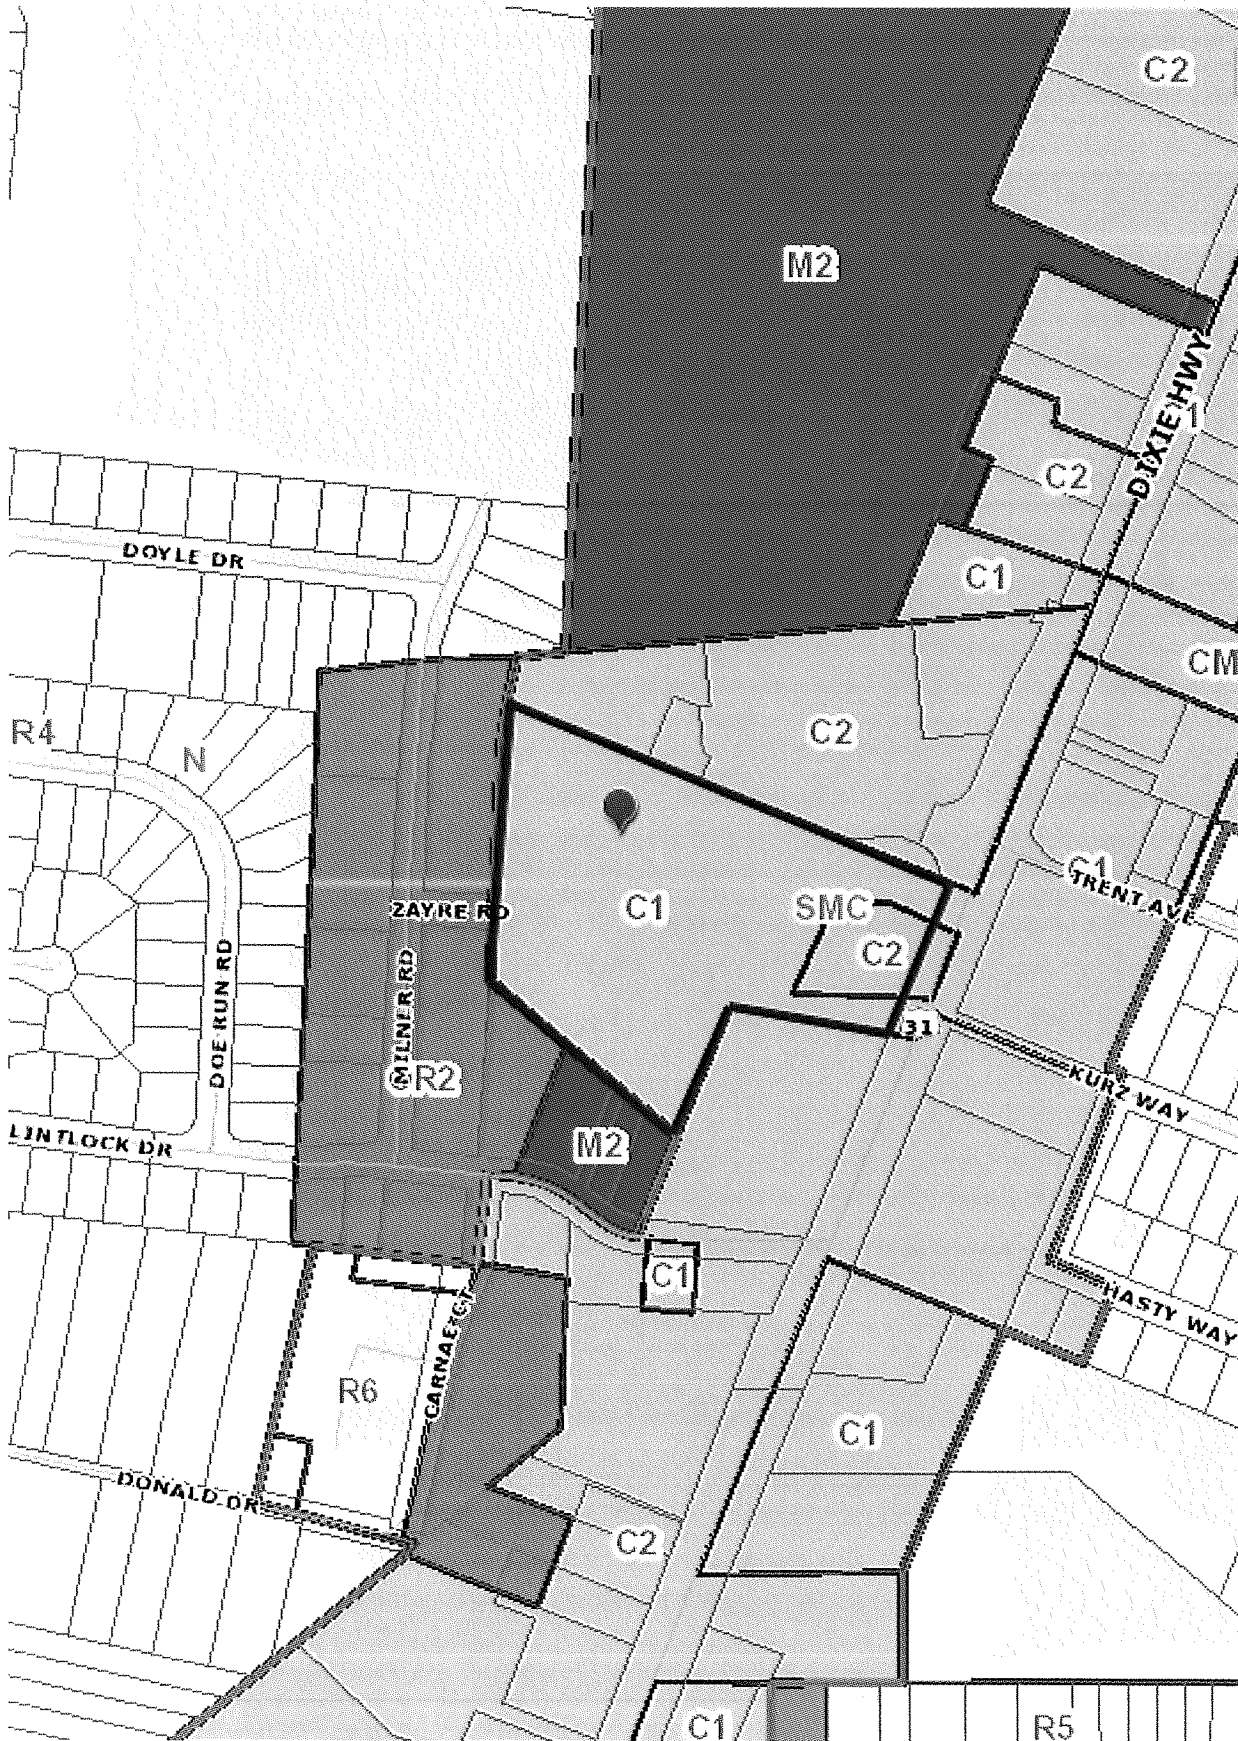 C2
M2
DIXIE HWY
1
C2
DOYLE DR
C1
CM
R4
N
C2
C1
TRENT AVE
ZAYRE RD
C1
SMC
C2
DOE RUN RD
MILNER RD
31
R2
KURZ WAY
LINTLOCK DR
M2
C1
HASTY WAY
CARNAE CT
R6
C1
DONALD DR
C2
C1
R5